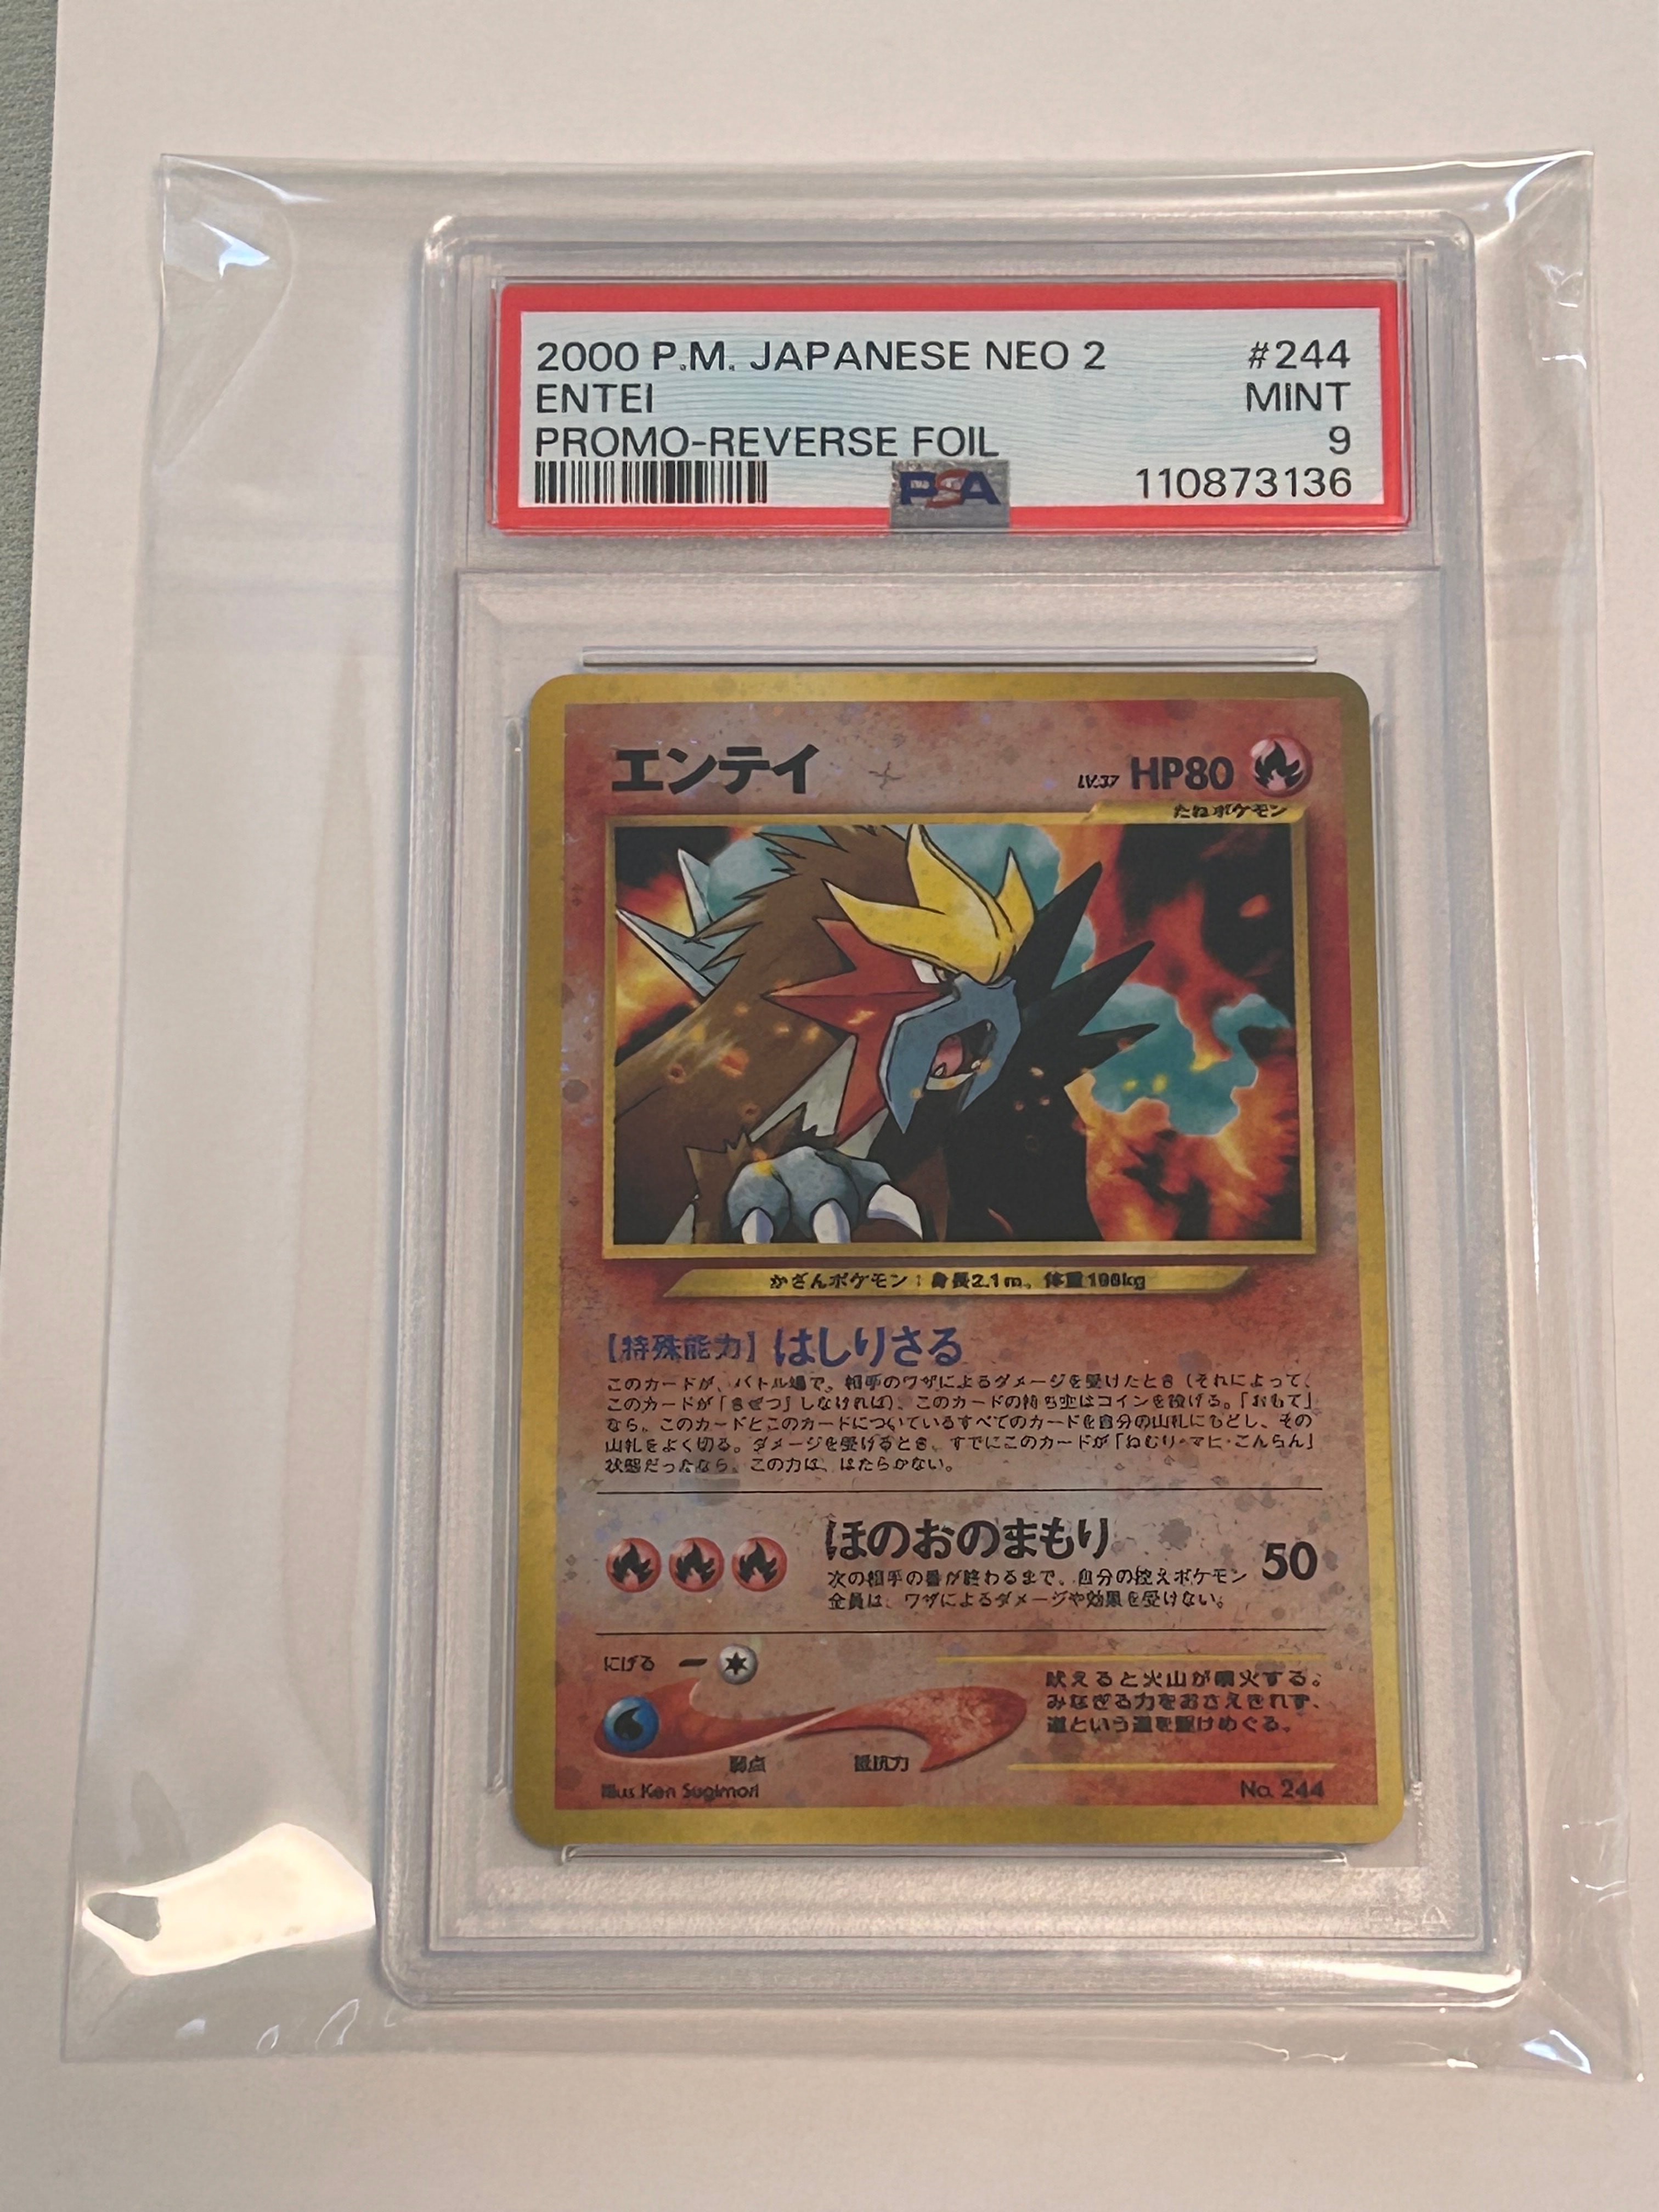 2000 P.M. JAPANESE NEO 2 #244
ENTEI MINT
PROMO-REVERSE FOIL 9
PSA 110873136
エンテイ LV.37 HP80
たねポケモン
かざんポケモン：身長2.1m、体重198kg
【特殊能力】はしりさる
このカードが、バトル場で、相手のワザによるダメージを受けたとき（それによって、
このカードが「きぜつ」しなければ）、このカードの持ち主はコインを投げる。「おもて」
なら、このカードとこのカードについているすべてのカードを自分の山札にもどし、その
山札をよく切る。ダメージを受けるとき、すでにこのカードが「ねむり・マヒ・こんらん」
状態だったなら、この力は、はたらかない。
ほのおのまもり 50
次の相手の番が終わるまで、自分の控えポケモン
全員は、ワザによるダメージや効果を受けない。
にげる
吠えると火山が噴火する。
みなぎる力をおさえきれず、
道という道を駆けめぐる。
弱点 抵抗力
Illus. Ken Sugimori No. 244
PSA